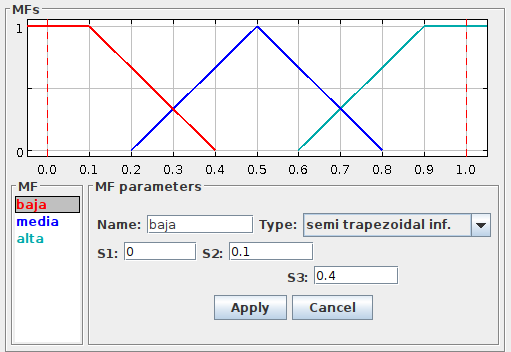 MFs
1
0
0.0 0.1 0.2 0.3 0.4 0.5 0.6 0.7 0.8 0.9 1.0
MF
baja
media
alta
MF parameters
Name: baja Type: semi trapezoidal inf.
S1: 0 S2: 0.1
S3: 0.4
Apply Cancel